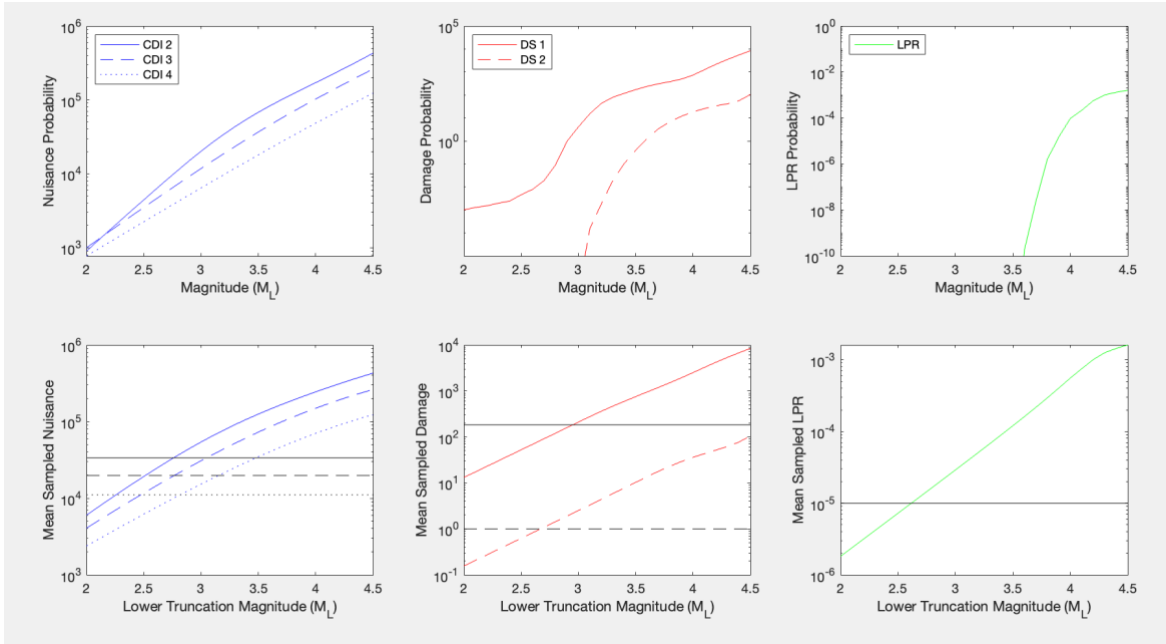 10^6
10^5
10^4
10^3
Nuisance Probability
CDI 2
CDI 3
CDI 4
2 2.5 3 3.5 4 4.5
Magnitude (M_L)
10^5
10^0
Damage Probability
DS 1
DS 2
2 2.5 3 3.5 4 4.5
Magnitude (M_L)
10^0
10^-2
10^-4
10^-6
10^-8
10^-10
LPR Probability
LPR
2 2.5 3 3.5 4 4.5
Magnitude (M_L)
10^6
10^5
10^4
10^3
Mean Sampled Nuisance
2 2.5 3 3.5 4 4.5
Lower Truncation Magnitude (M_L)
10^4
10^3
10^2
10^1
10^0
10^-1
Mean Sampled Damage
2 2.5 3 3.5 4 4.5
Lower Truncation Magnitude (M_L)
10^-3
10^-4
10^-5
10^-6
Mean Sampled LPR
2 2.5 3 3.5 4 4.5
Lower Truncation Magnitude (M_L)